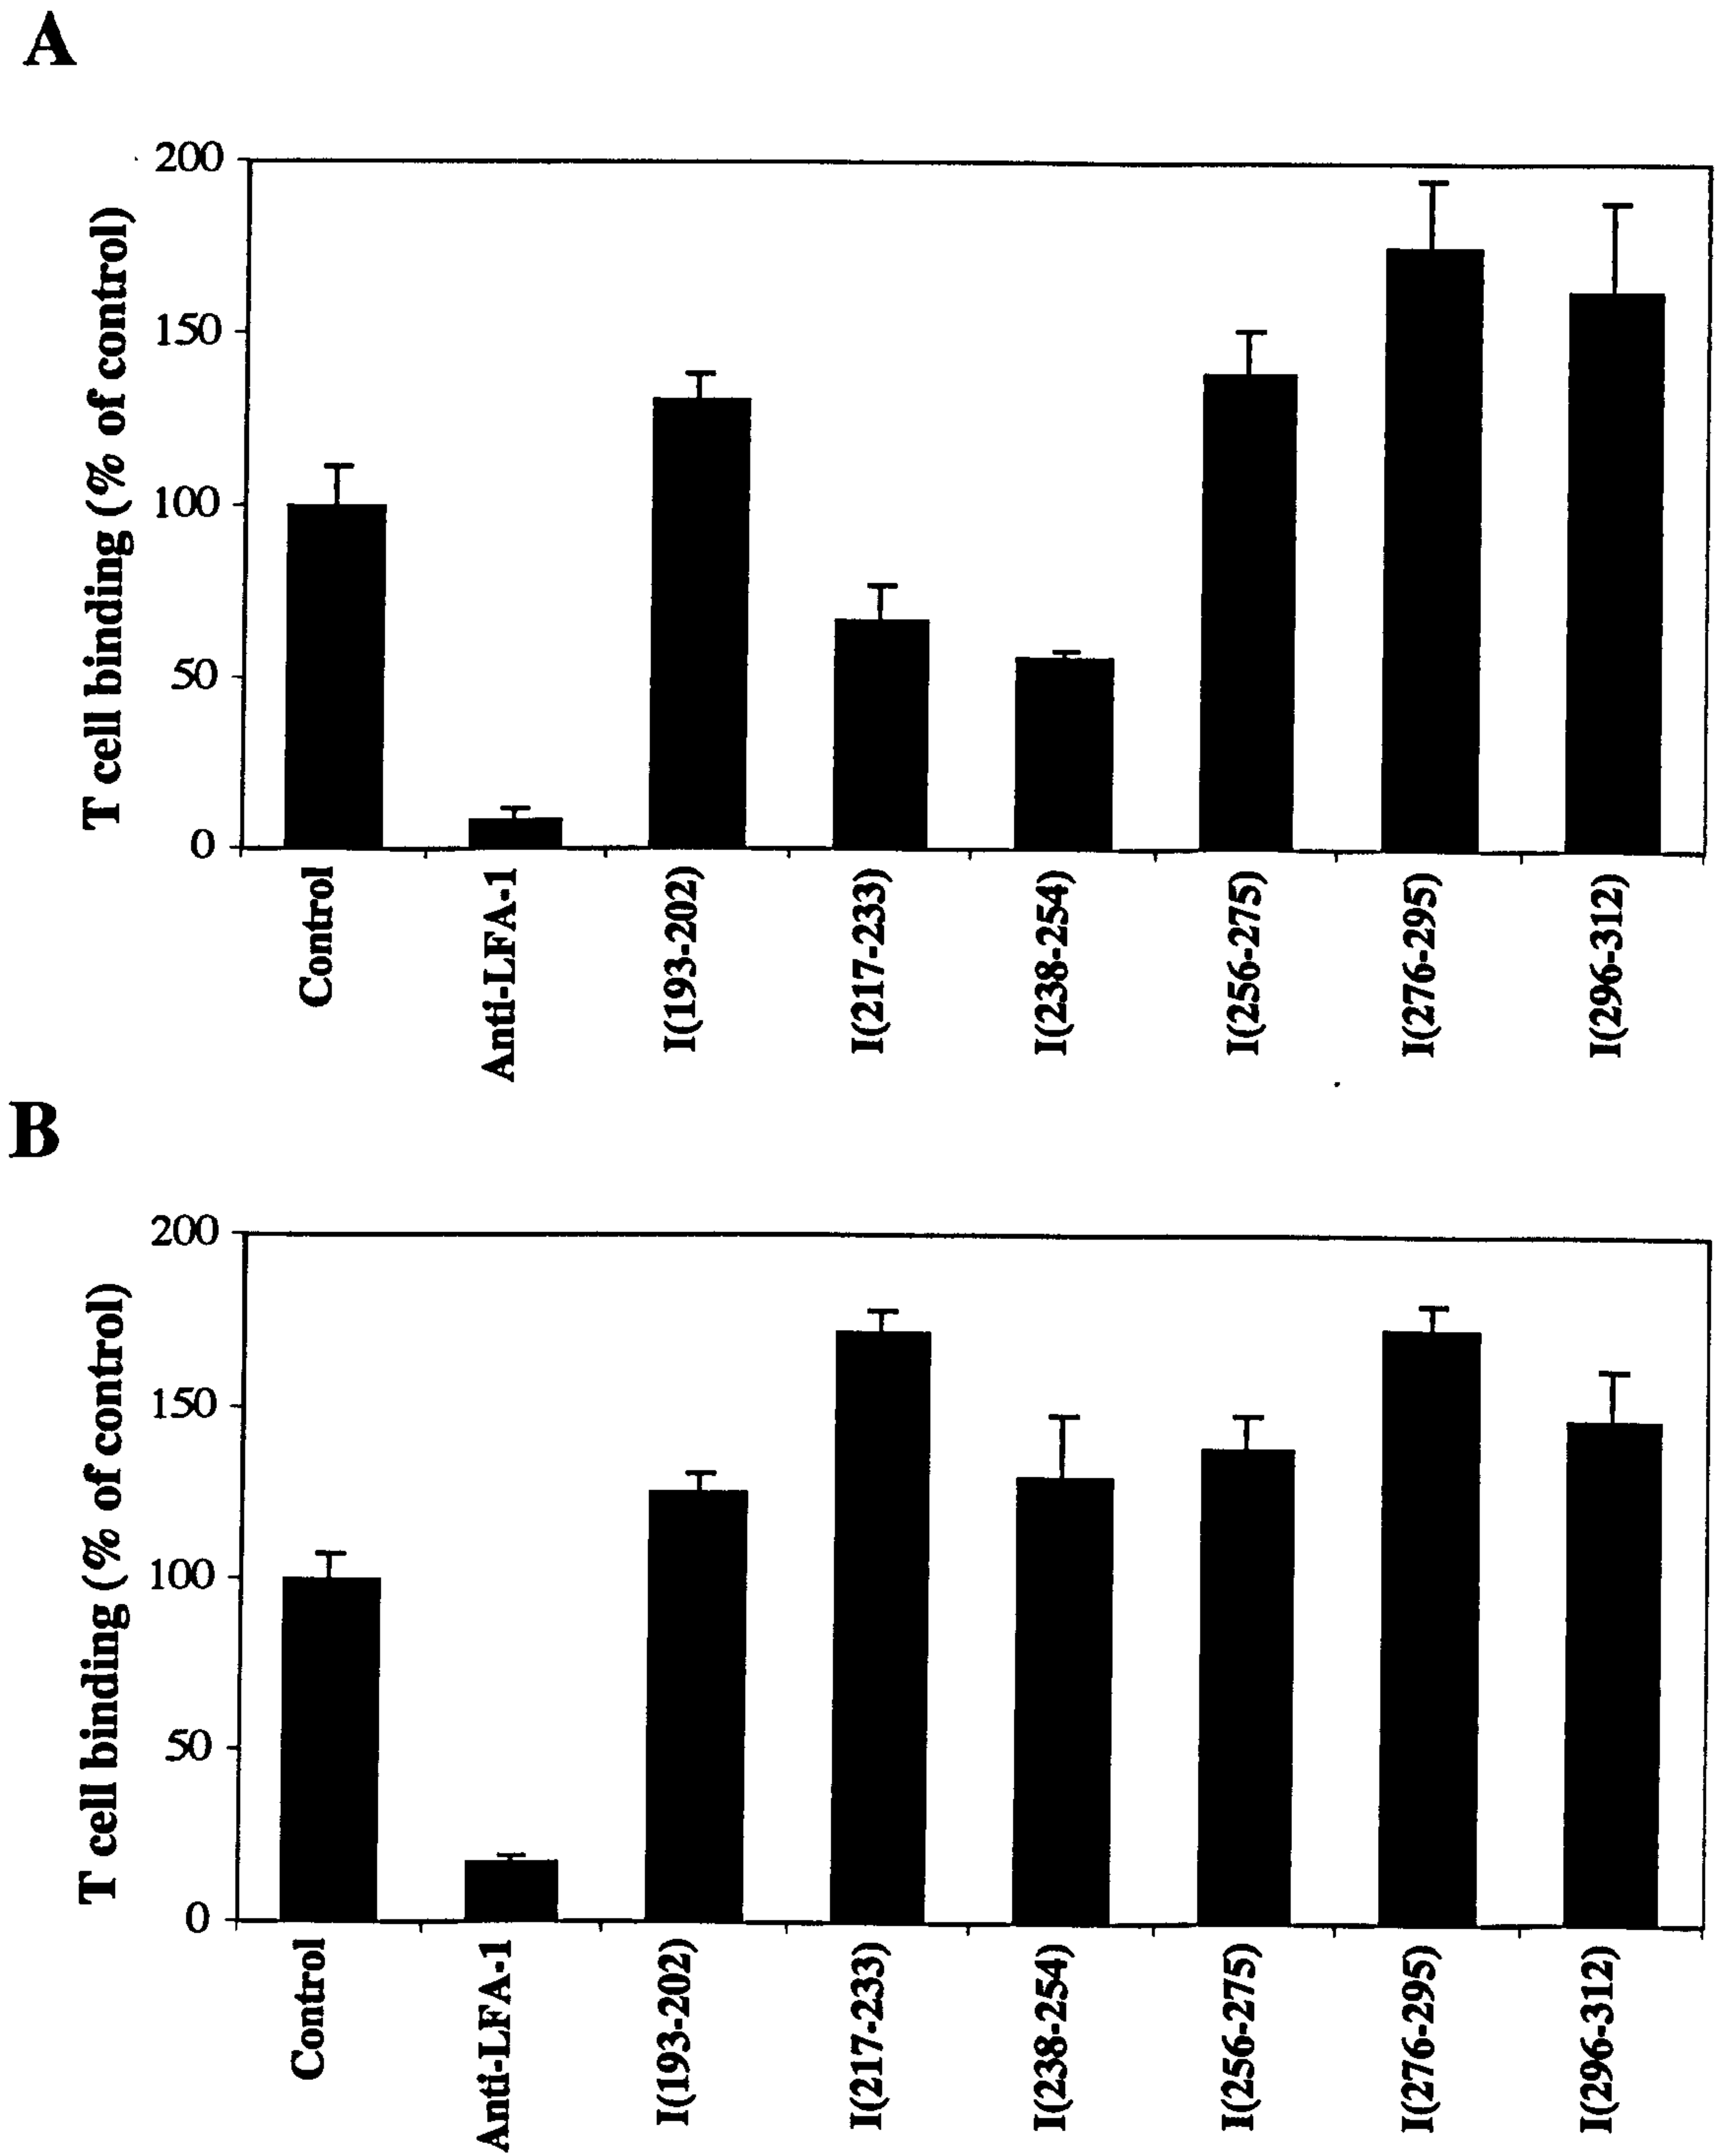 A
T cell binding (% of control)
200
150
100
50
0
Control
Anti-LFA-1
I(193-202)
I(217-233)
I(238-254)
I(256-275)
I(276-295)
I(296-312)
B
T cell binding (% of control)
200
150
100
50
0
Control
Anti-LFA-1
I(193-202)
I(217-233)
I(238-254)
I(256-275)
I(276-295)
I(296-312)